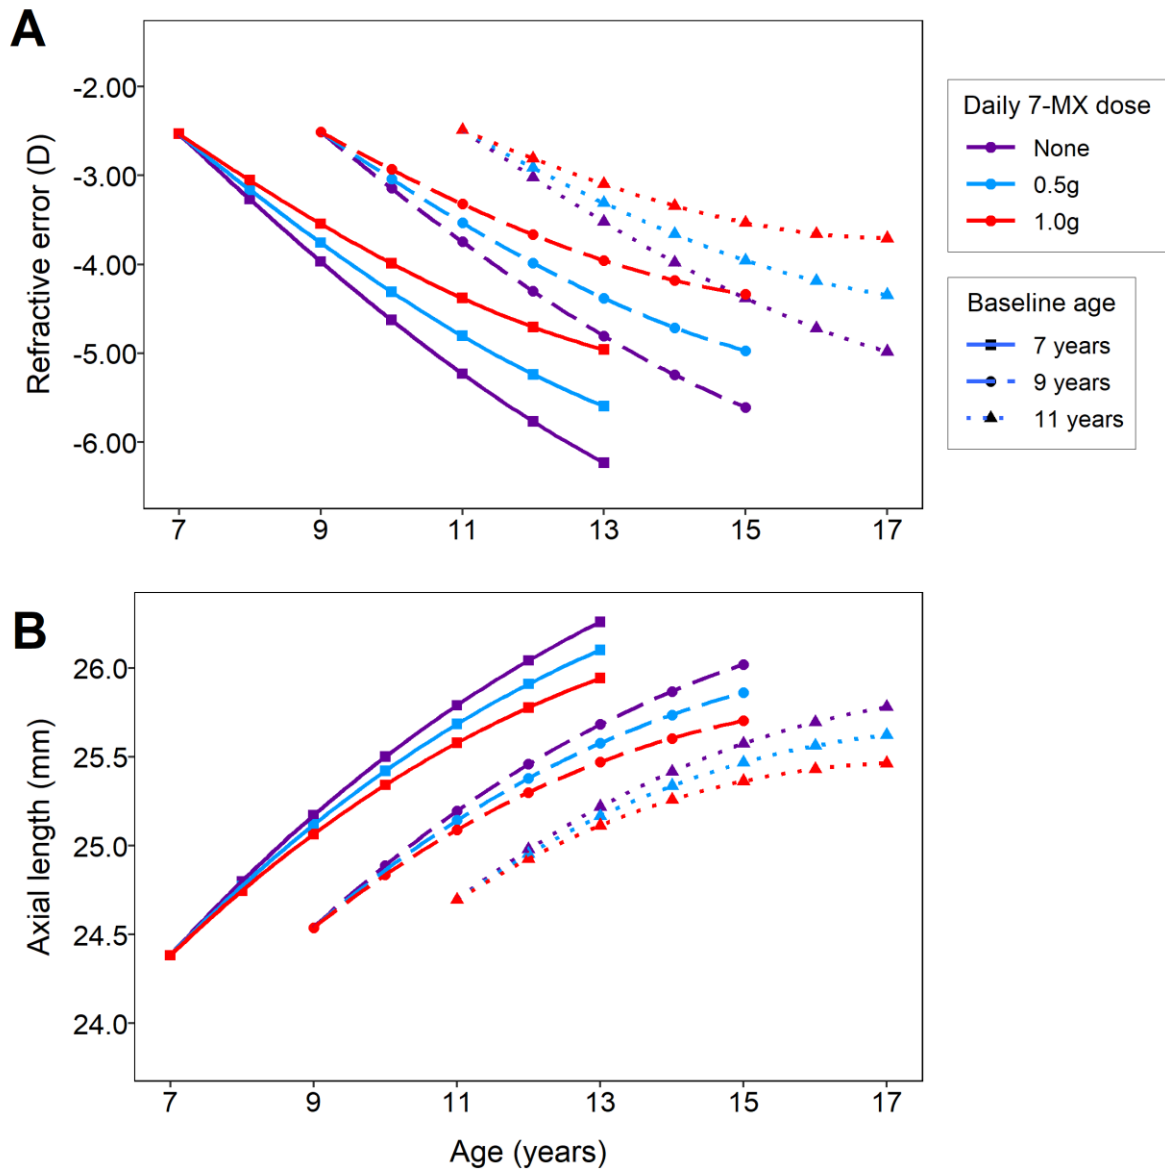 A
Refractive error (D)
-2.00
-3.00
-4.00
-5.00
-6.00
7 9 11 13 15 17
Daily 7-MX dose
None
0.5g
1.0g
Baseline age
7 years
9 years
11 years
B
Axial length (mm)
26.0
25.5
25.0
24.5
24.0
7 9 11 13 15 17
Age (years)